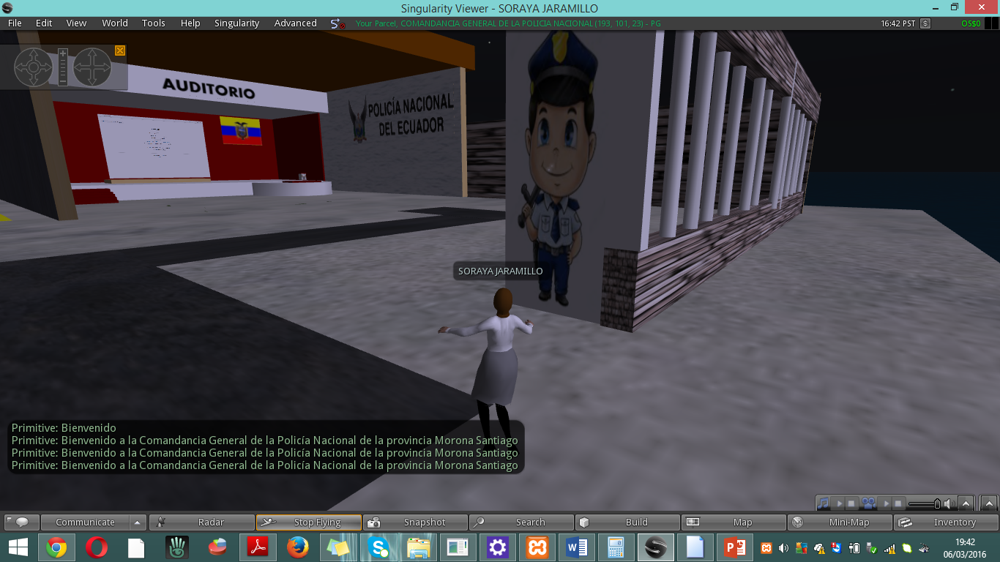 Singularity Viewer - SORAYA JARAMILLO
File Edit View World Tools Help Singularity Advanced Your Parcel, COMANDANCIA GENERAL DE LA POLICIA NACIONAL (193, 101, 23) - PG 16:42 PST $ OS$0
AUDITORIO
POLICÍA NACIONAL
DEL ECUADOR
SORAYA JARAMILLO
Primitive: Bienvenido
Primitive: Bienvenido a la Comandancia General de la Policía Nacional de la provincia Morona Santiago
Primitive: Bienvenido a la Comandancia General de la Policía Nacional de la provincia Morona Santiago
Primitive: Bienvenido a la Comandancia General de la Policía Nacional de la provincia Morona Santiago
Communicate Radar Stop Flying Snapshot Search Build Map Mini-Map Inventory
19:42
06/03/2016